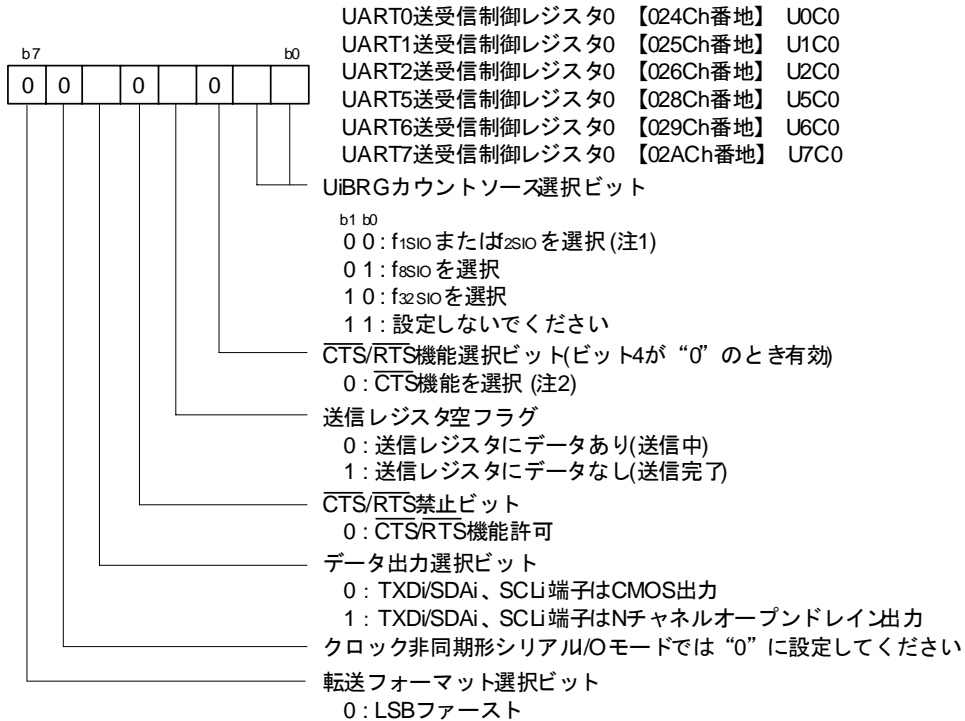 UART0送受信制御レジスタ0 【024Ch番地】 U0C0
UART1送受信制御レジスタ0 【025Ch番地】 U1C0
UART2送受信制御レジスタ0 【026Ch番地】 U2C0
UART5送受信制御レジスタ0 【028Ch番地】 U5C0
UART6送受信制御レジスタ0 【029Ch番地】 U6C0
UART7送受信制御レジスタ0 【02ACh番地】 U7C0
b7 b0
0 0 0 0
UiBRGカウントソース選択ビット
b1 b0
0 0 : f1SIOまたはf2SIOを選択 (注1)
0 1 : f8SIOを選択
1 0 : f32SIOを選択
1 1 : 設定しないでください
CTS/RTS機能選択ビット(ビット4が“0”のとき有効)
0 : CTS機能を選択 (注2)
送信レジスタ空フラグ
0 : 送信レジスタにデータあり(送信中)
1 : 送信レジスタにデータなし(送信完了)
CTS/RTS禁止ビット
0 : CTS/RTS機能許可
データ出力選択ビット
0 : TXDi/SDAi、SCLi端子はCMOS出力
1 : TXDi/SDAi、SCLi端子はNチャネルオープンドレイン出力
クロック非同期形シリアルI/Oモードでは“0”に設定してください
転送フォーマット選択ビット
0 : LSBファースト